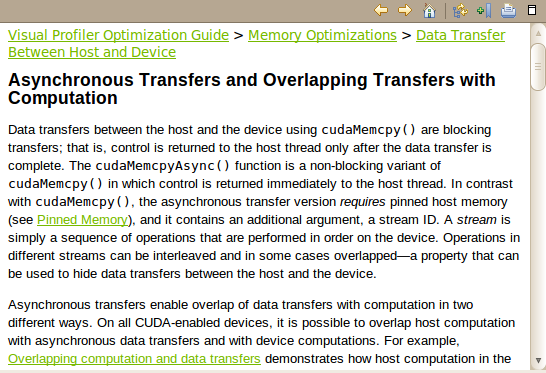 Visual Profiler Optimization Guide > Memory Optimizations > Data Transfer
Between Host and Device
Asynchronous Transfers and Overlapping Transfers with
Computation
Data transfers between the host and the device using cudaMemcpy() are blocking
transfers; that is, control is returned to the host thread only after the data transfer is
complete. The cudaMemcpyAsync() function is a non-blocking variant of
cudaMemcpy() in which control is returned immediately to the host thread. In contrast
with cudaMemcpy(), the asynchronous transfer version requires pinned host memory
(see Pinned Memory), and it contains an additional argument, a stream ID. A stream is
simply a sequence of operations that are performed in order on the device. Operations in
different streams can be interleaved and in some cases overlapped—a property that can
be used to hide data transfers between the host and the device.
Asynchronous transfers enable overlap of data transfers with computation in two
different ways. On all CUDA-enabled devices, it is possible to overlap host computation
with asynchronous data transfers and with device computations. For example,
Overlapping computation and data transfers demonstrates how host computation in the